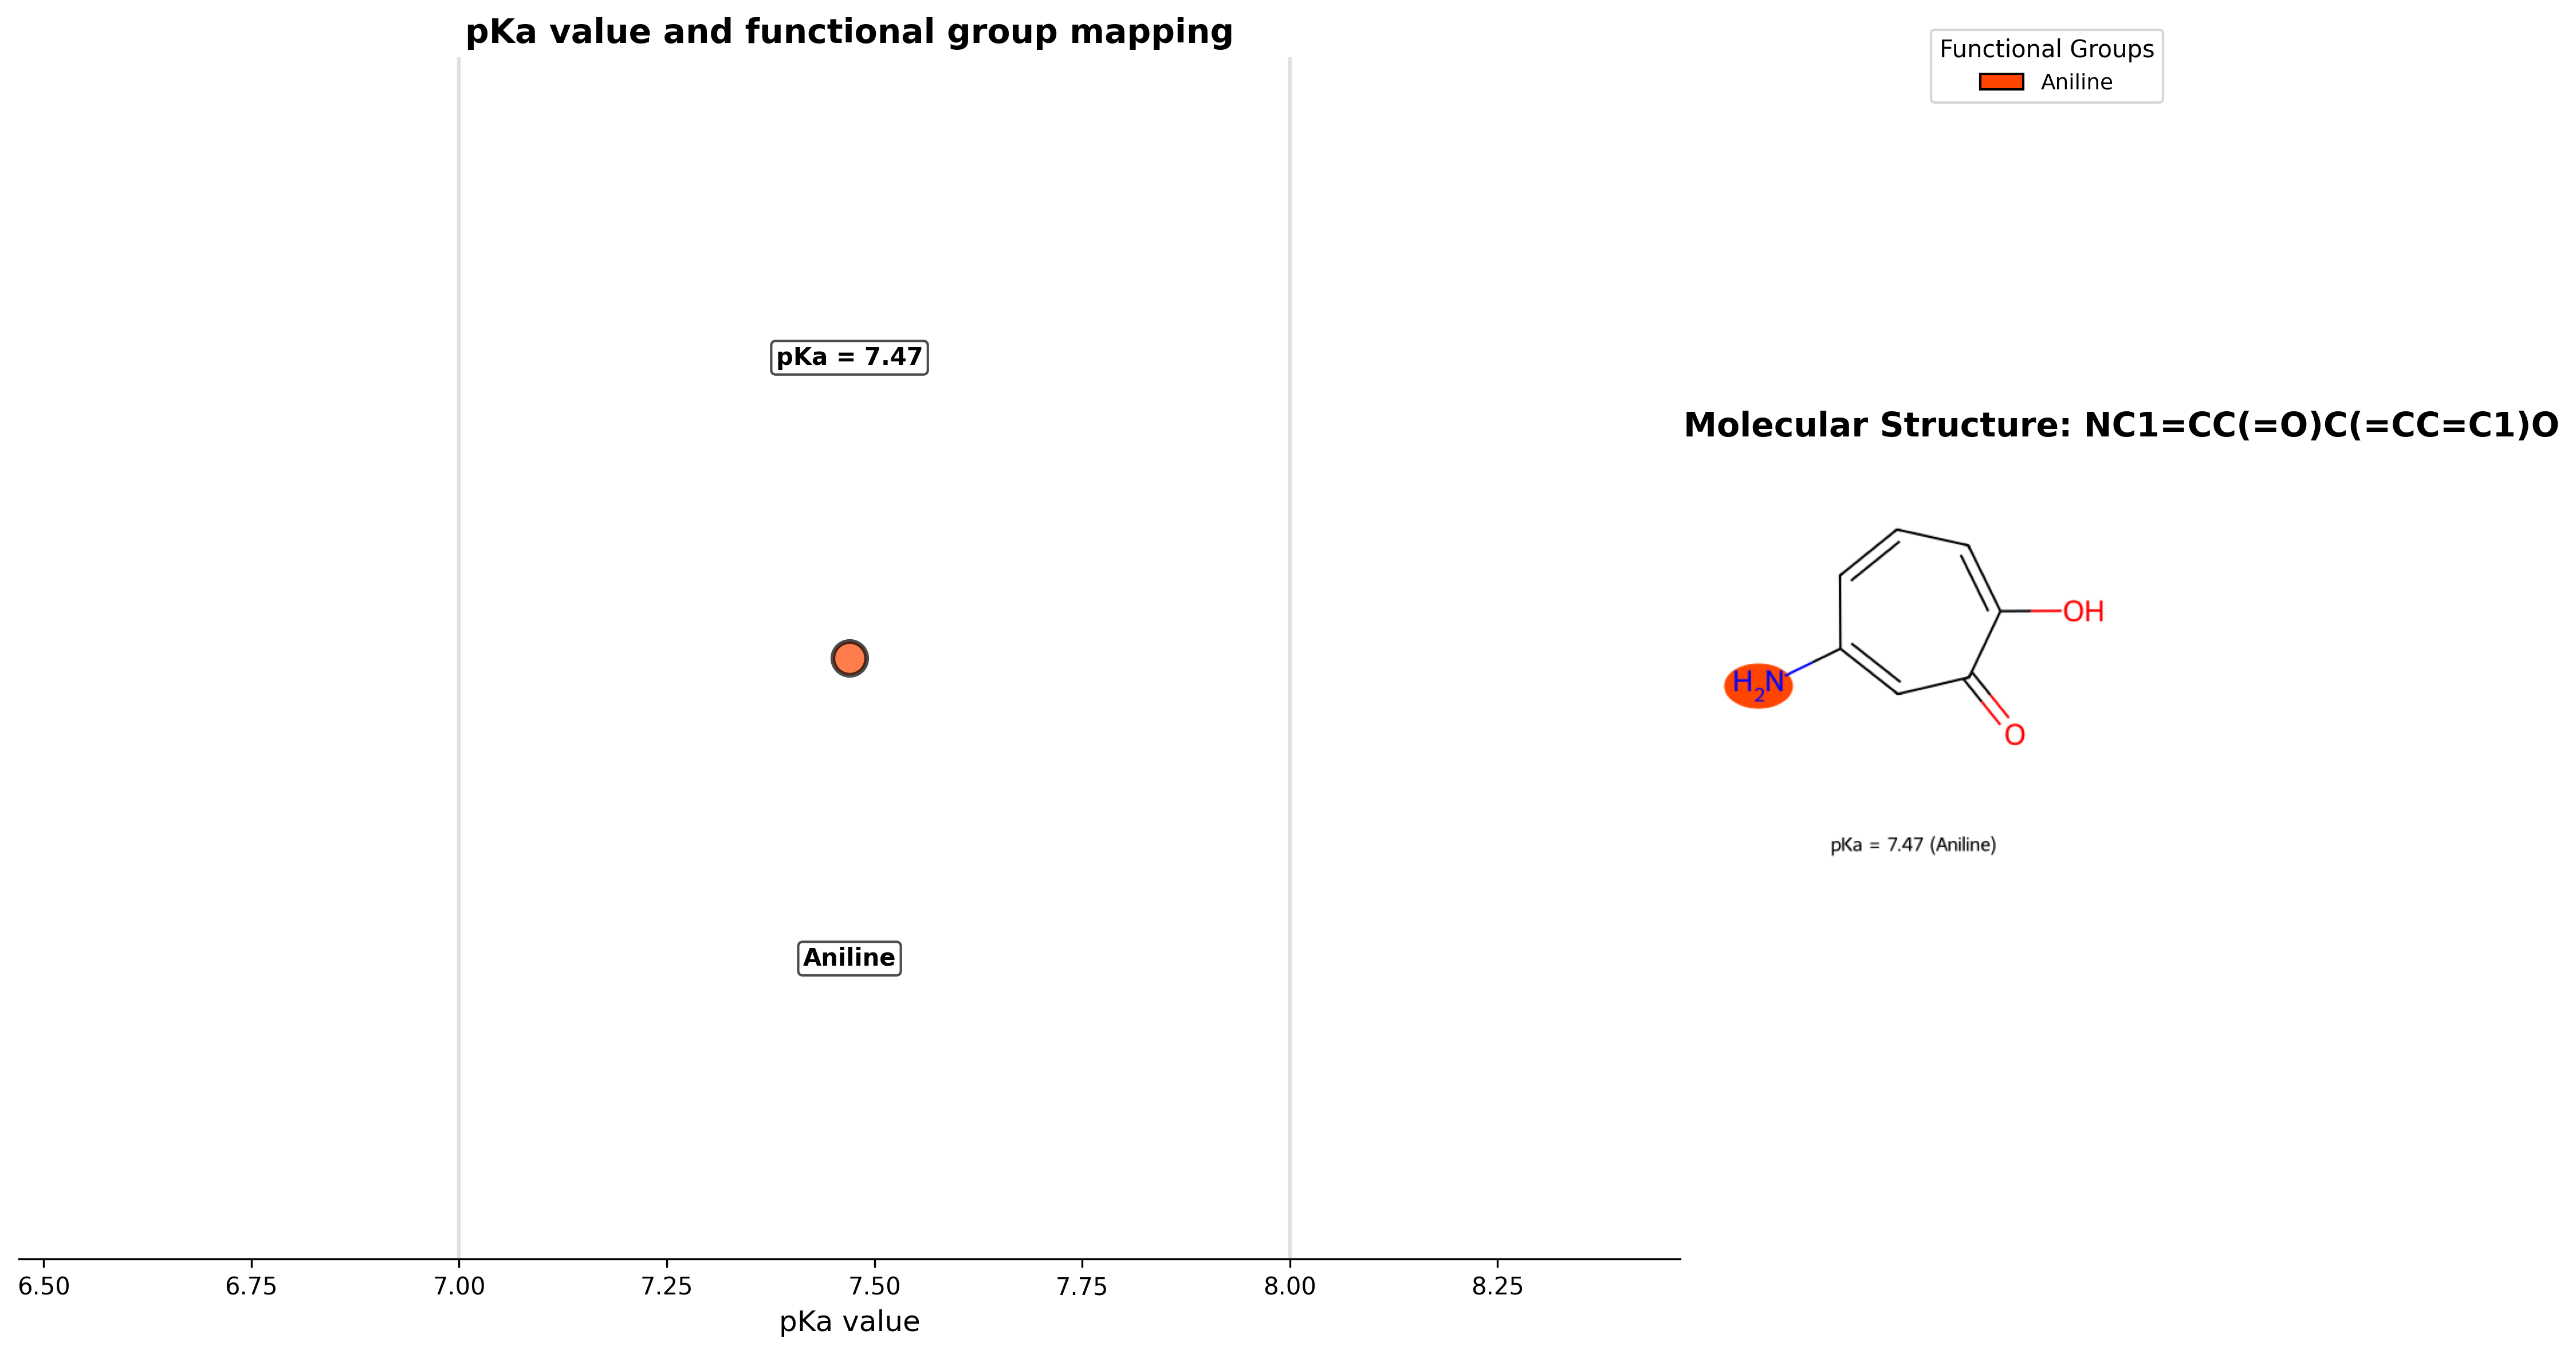 pKa value and functional group mapping
pKa = 7.47
Aniline
6.50 6.75 7.00 7.25 7.50 7.75 8.00 8.25
pKa value
Functional Groups
Aniline
Molecular Structure: NC1=CC(=O)C(=CC=C1)O
OH
H₂N
O
pKa = 7.47 (Aniline)